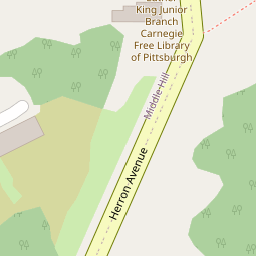 King Junior
Branch
Carnegie
Free Library
of Pittsburgh
Middle Hill
Herron Avenue